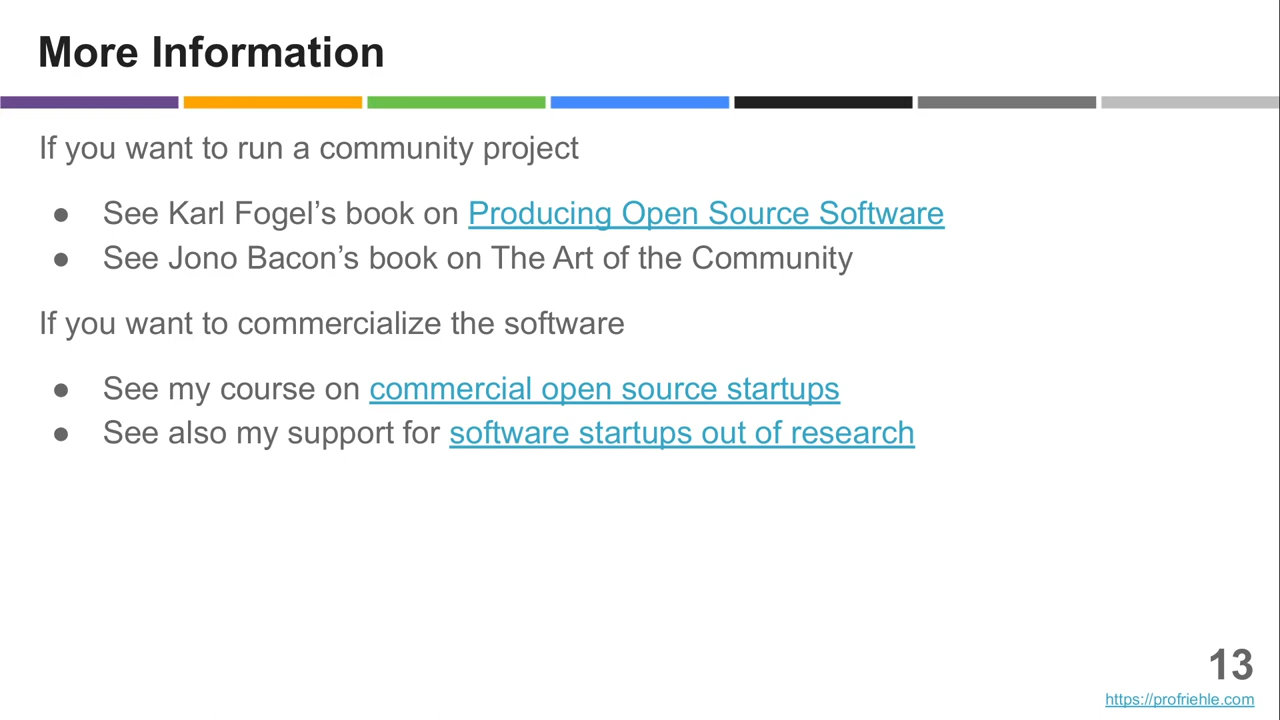 More Information
If you want to run a community project
● See Karl Fogel’s book on Producing Open Source Software
● See Jono Bacon’s book on The Art of the Community
If you want to commercialize the software
● See my course on commercial open source startups
● See also my support for software startups out of research
13
https://profriehle.com